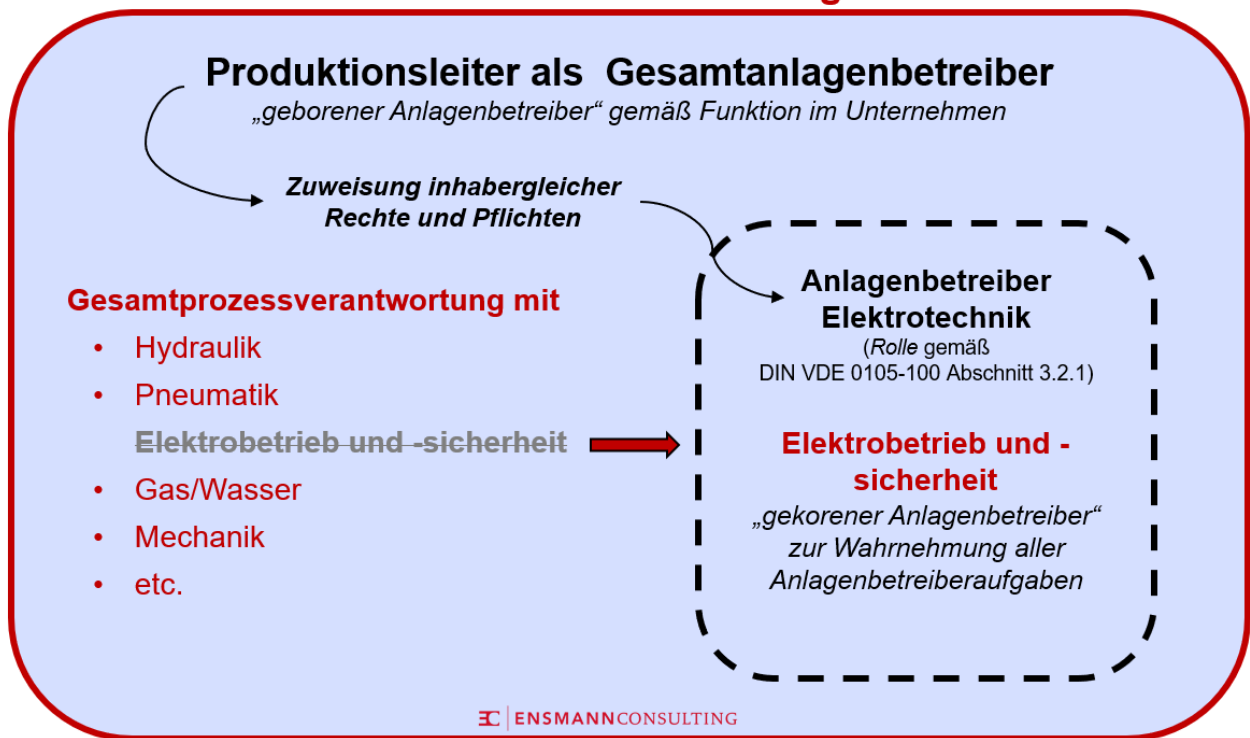 Produktionsleiter als Gesamtanlagenbetreiber
„geborener Anlagenbetreiber“ gemäß Funktion im Unternehmen
Zuweisung inhabergleicher
Rechte und Pflichten
Gesamtprozessverantwortung mit
• Hydraulik
• Pneumatik
Elektrobetrieb und -sicherheit
• Gas/Wasser
• Mechanik
• etc.
Anlagenbetreiber
Elektrotechnik
(Rolle gemäß
DIN VDE 0105-100 Abschnitt 3.2.1)
Elektrobetrieb und -
sicherheit
„gekorener Anlagenbetreiber“
zur Wahrnehmung aller
Anlagenbetreiberaufgaben
ENSMANNCONSULTING